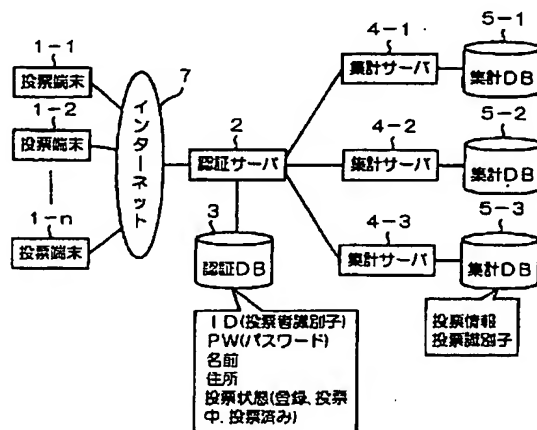 1-1
投票端末
1-2
投票端末
1-n
投票端末
7
インターネット
2
認証サーバ
3
認証DB
ID(投票者識別子)
PW(パスワード)
名前
住所
投票状態(登録、投票
中、投票済み)
4-1
集計サーバ
4-2
集計サーバ
4-3
集計サーバ
5-1
集計DB
5-2
集計DB
5-3
集計DB
投票情報
投票識別子